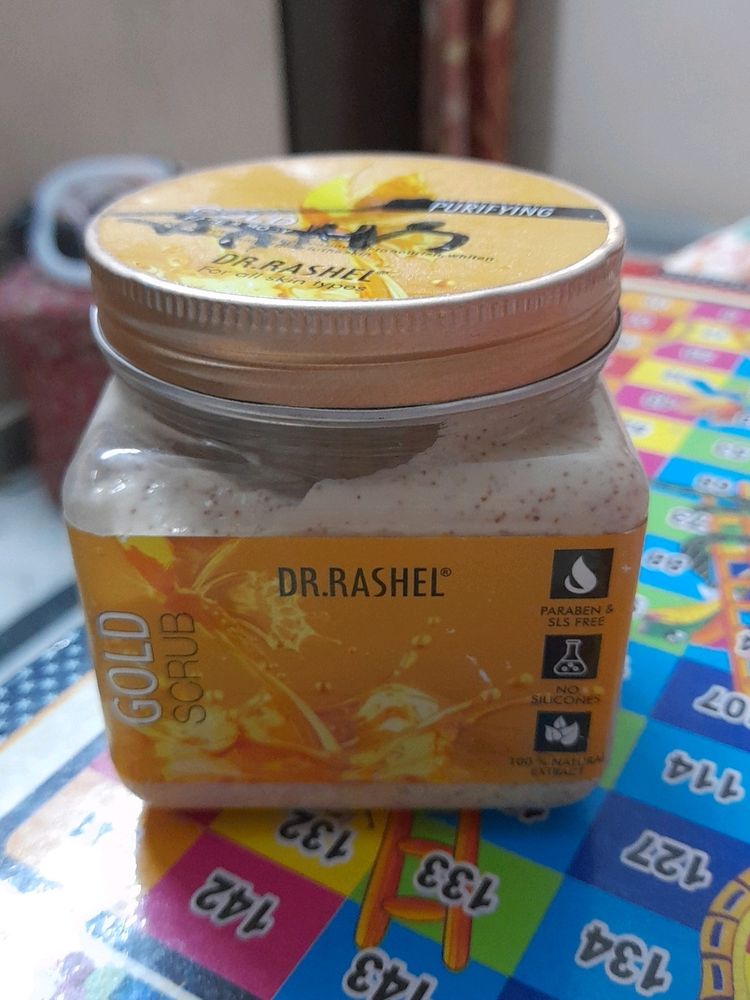 PURIFYING
DR.RASHEL®
For all skin types
DR.RASHEL®
GOLD
SCRUB
PARABEN &
SLS FREE
NO
SILICONES
100 % NATURAL
EXTRACT
107
114
127
132
133
142
134
143